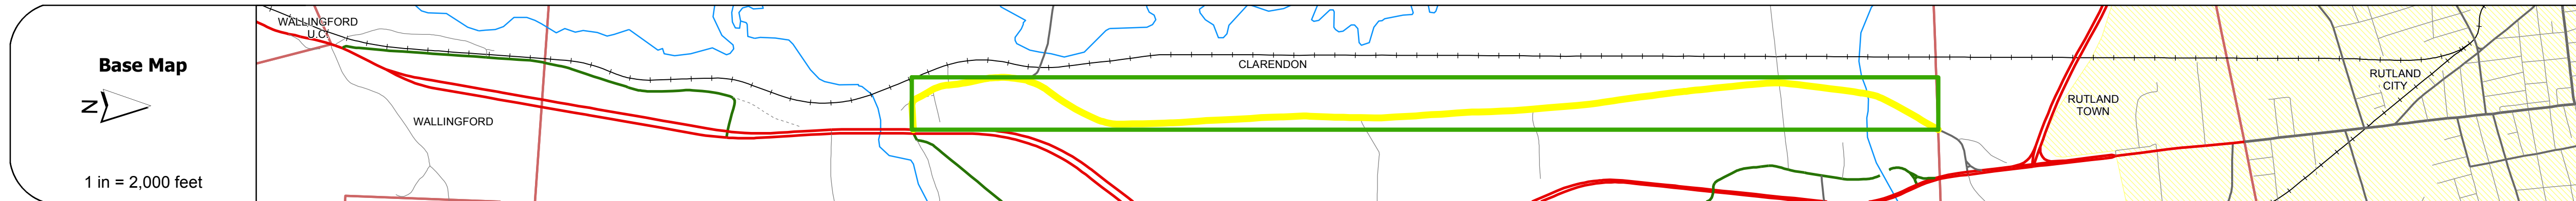 Base Map
N
1 in = 2,000 feet
WALLINGFORD
U.C.
WALLINGFORD
CLARENDON
RUTLAND
TOWN
RUTLAND
CITY